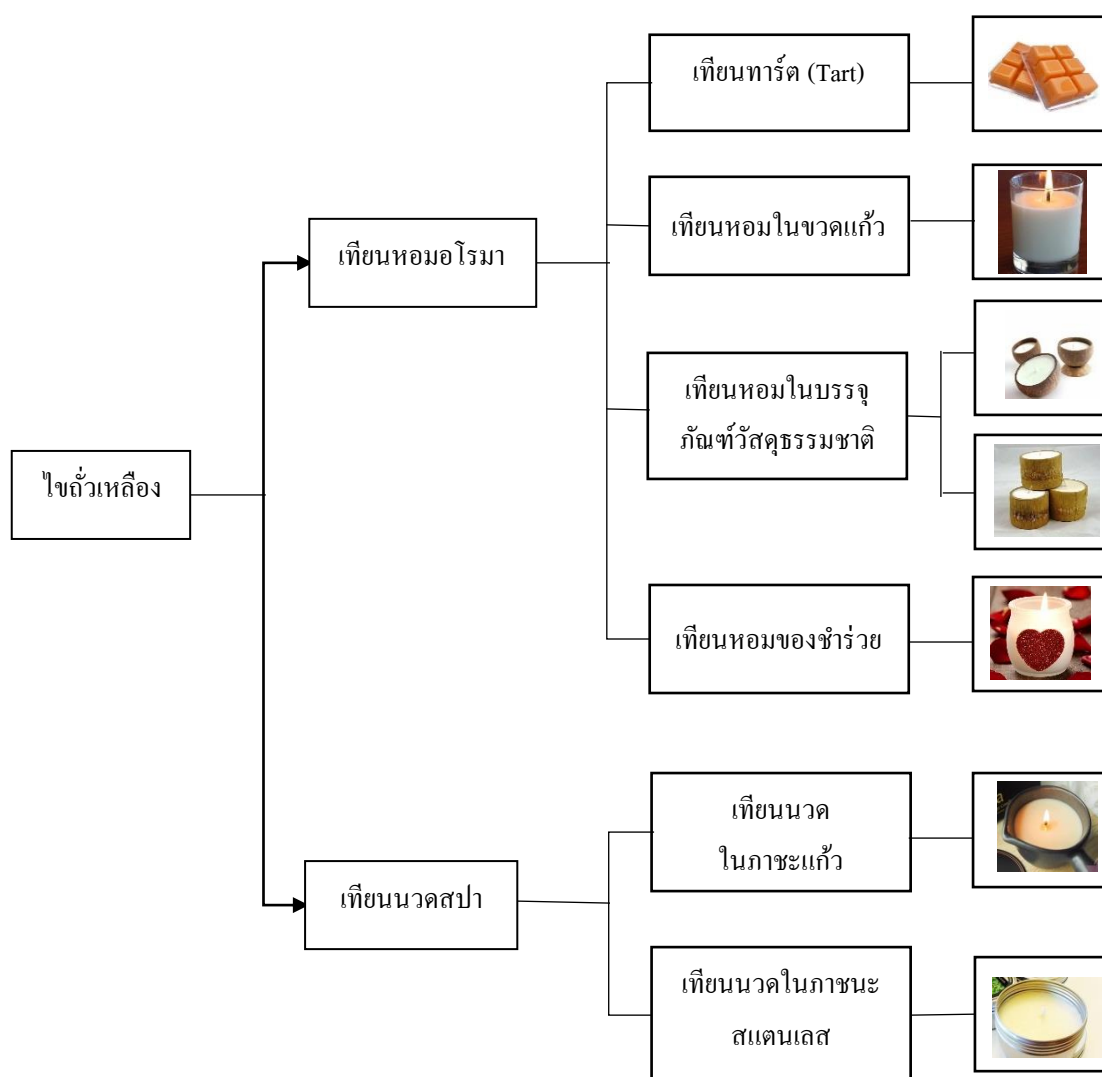 เทียนทาร์ต (Tart)
เทียนหอมในขวดแก้ว
เทียนหอมอโรมา
เทียนหอมในบรรจุ
ภัณฑ์วัสดุธรรมชาติ
ไขถั่วเหลือง
เทียนหอมของชำร่วย
เทียนนวด
ในภาชะแก้ว
เทียนนวดสปา
เทียนนวดในภาชนะ
สแตนเลส